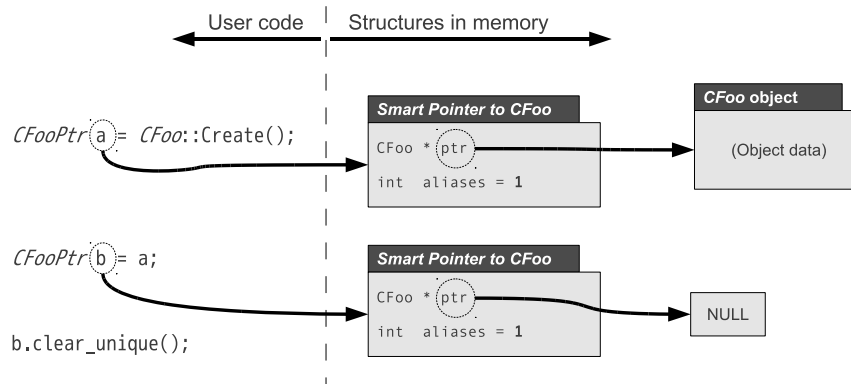 User code
Structures in memory
CFooPtr a = CFoo::Create();
Smart Pointer to CFoo
CFoo * ptr
int aliases = 1
CFoo object
(Object data)
CFooPtr b = a;
b.clear_unique();
Smart Pointer to CFoo
CFoo * ptr
int aliases = 1
NULL